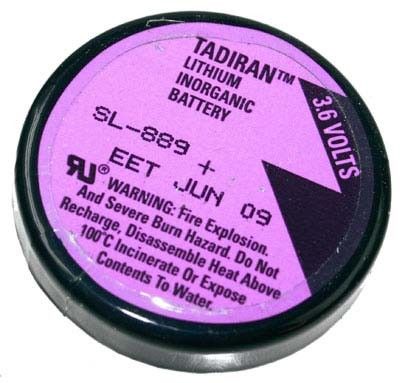 TADIRAN™
LITHIUM
INORGANIC
BATTERY
3.6 VOLTS
SL-889 +
EET JUN 09
RU® WARNING: Fire Explosion.
And Severe Burn Hazard. Do Not
Recharge, Disassemble Heat Above
100°C Incinerate Or Expose
Contents To Water.